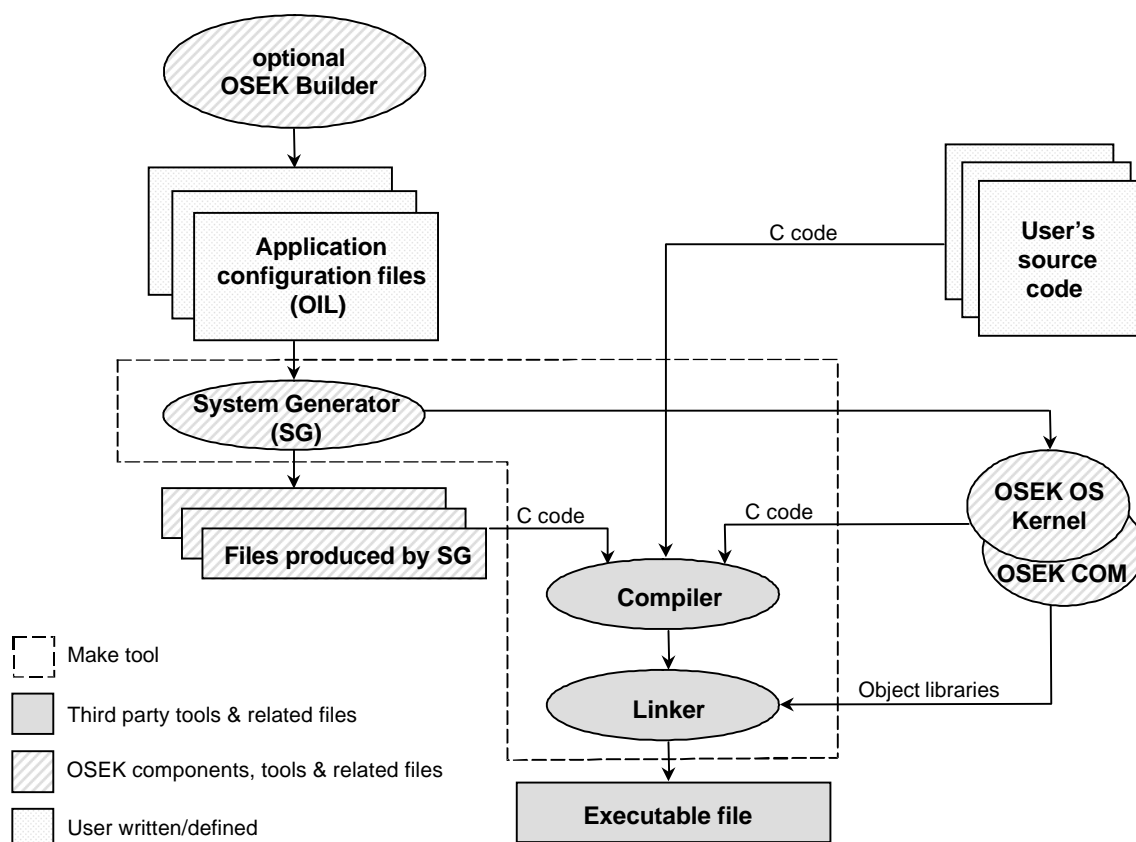 optional
OSEK Builder
Application
configuration files
(OIL)
C code
User's
source
code
System Generator
(SG)
OSEK OS
Kernel
OSEK COM
C code
C code
Files produced by SG
Compiler
Linker
Object libraries
Executable file
Make tool
Third party tools & related files
OSEK components, tools & related files
User written/defined